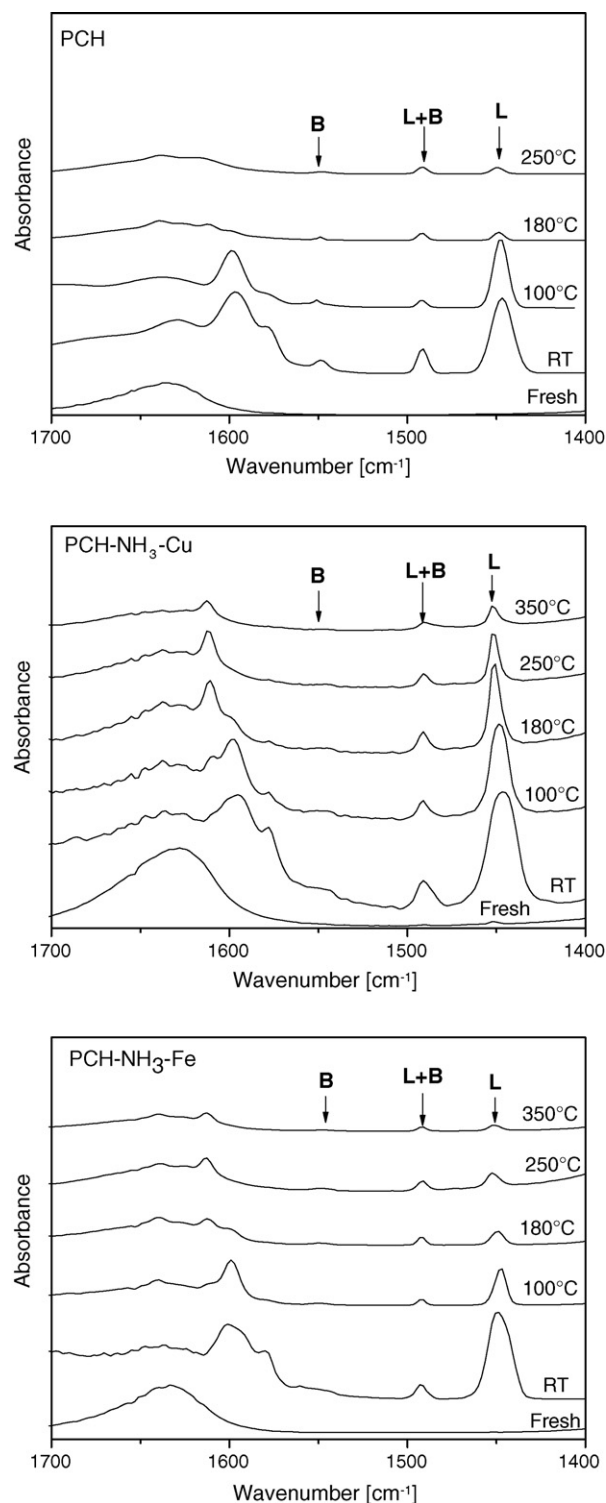 PCH
B L+B L
250°C
180°C
100°C
RT
Fresh
Absorbance
1700 1600 1500 1400
Wavenumber [cm⁻¹]
PCH-NH₃-Cu
B L+B L
350°C
250°C
180°C
100°C
RT
Fresh
Absorbance
1700 1600 1500 1400
Wavenumber [cm⁻¹]
PCH-NH₃-Fe
B L+B L
350°C
250°C
180°C
100°C
RT
Fresh
Absorbance
1700 1600 1500 1400
Wavenumber [cm⁻¹]